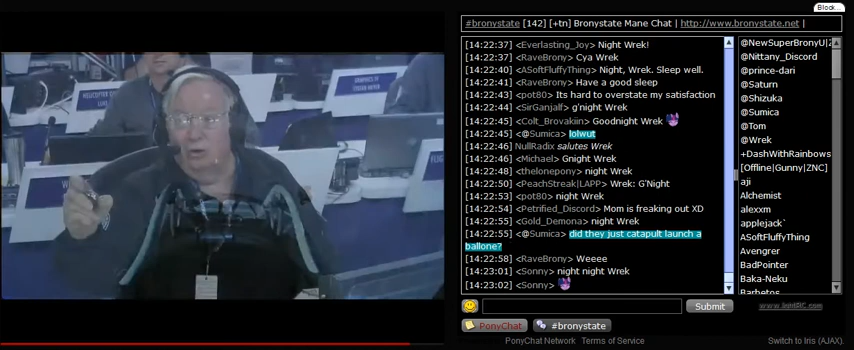 Block...
#bronystate [142] [+tn] Bronystate Mane Chat | http://www.bronystate.net |
[14:22:37] <Everlasting_Joy> Night Wrek!
[14:22:37] <RaveBrony> Cya Wrek
[14:22:40] <ASoftFluffyThing> Night, Wrek. Sleep well.
[14:22:42] <RaveBrony> Have a good sleep
[14:22:43] <pot80> Its hard to overstate my satisfaction
[14:22:44] <SirGanjalf> g'night Wrek
[14:22:45] <Colt_Brovakiin> Goodnight Wrek
[14:22:45] <@Sumica> lolwut
[14:22:46] NullRadix salutes Wrek
[14:22:46] <Michael> Gnight Wrek
[14:22:48] <thelonepony> night Wrek
[14:22:50] <PeachStreak|LAPP> Wrek: G'Night
[14:22:53] <pot80> night Wrek
[14:22:54] <Petrified_Discord> Mom is freaking out XD
[14:22:55] <Gold_Demona> night Wrek
[14:22:55] <@Sumica> did they just catapult launch a
ballone?
[14:22:58] <RaveBrony> Weeee
[14:23:01] <Sonny> night night Wrek
[14:23:02] <Sonny>
@NewSuperBronyU|2
@Nittany_Discord
@prince-dari
@Saturn
@Shizuka
@Sumica
@Tom
@Wrek
+DashWithRainbows
[Offline|Gunny|ZNC]
aji
Alchemist
alexxm
applejack`
ASoftFluffyThing
Avengrer
BadPointer
Baka-Neku
Barbetos
Submit
PonyChat
#bronystate
PonyChat Network Terms of Service
Switch to Iris (AJAX).